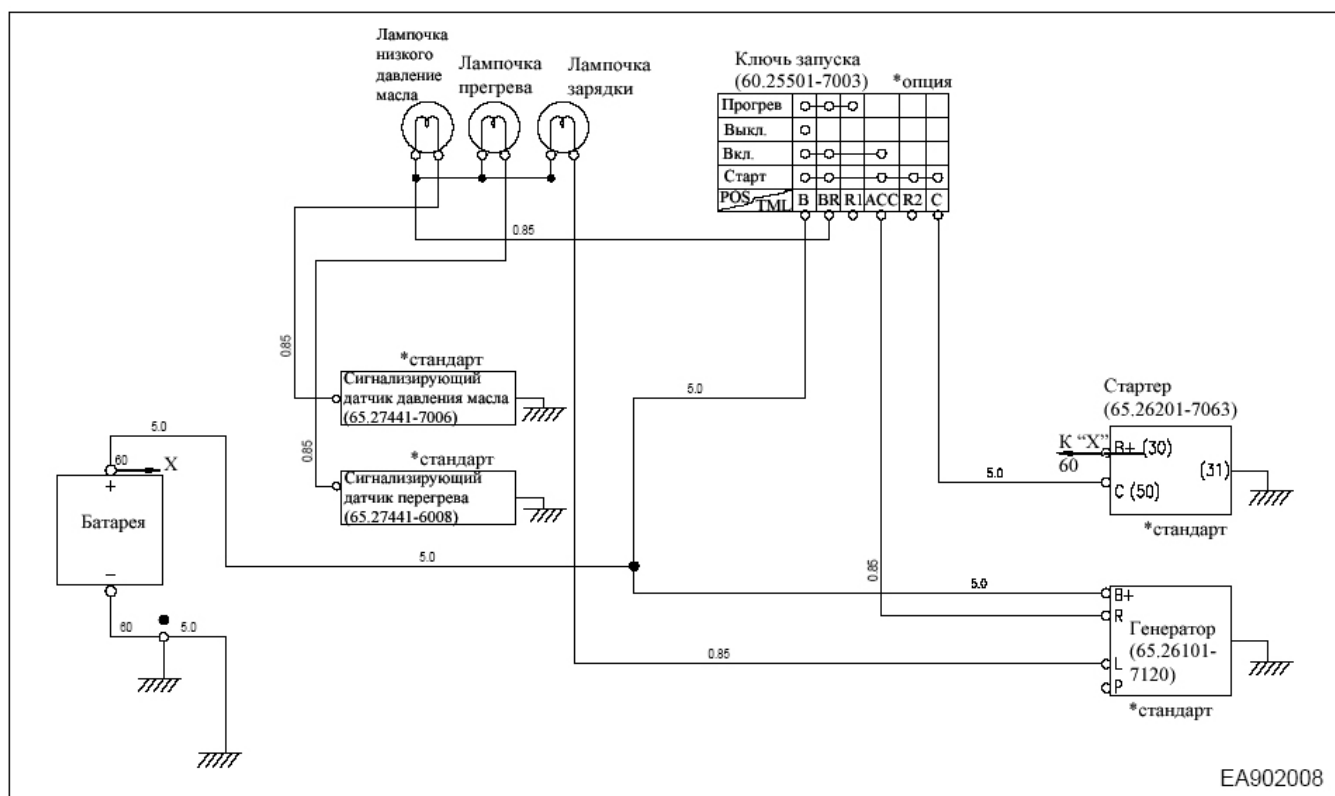 Лампочка
низкого
давление
масла
Лампочка
прегрева
Лампочка
зарядки
Ключь запуска
(60.25501-7003)
*опция
Прогрев
Выкл.
Вкл.
Старт
POS TML B BR R1 ACC R2 C
0.85
0.85
*стандарт
Сигнализирующий
датчик давления масла
(65.27441-7006)
0.85
*стандарт
Сигнализирующий
датчик перегрева
(65.27441-6008)
5.0
60 X
+
Батарея
−
60 5.0
5.0
5.0
5.0
Стартер
(65.26201-7063)
К “X” B+ (30)
60
(31)
C (50)
*стандарт
0.85
5.0
B+
R
Генератор
(65.26101-
7120)
L
P
0.85
*стандарт
EA902008